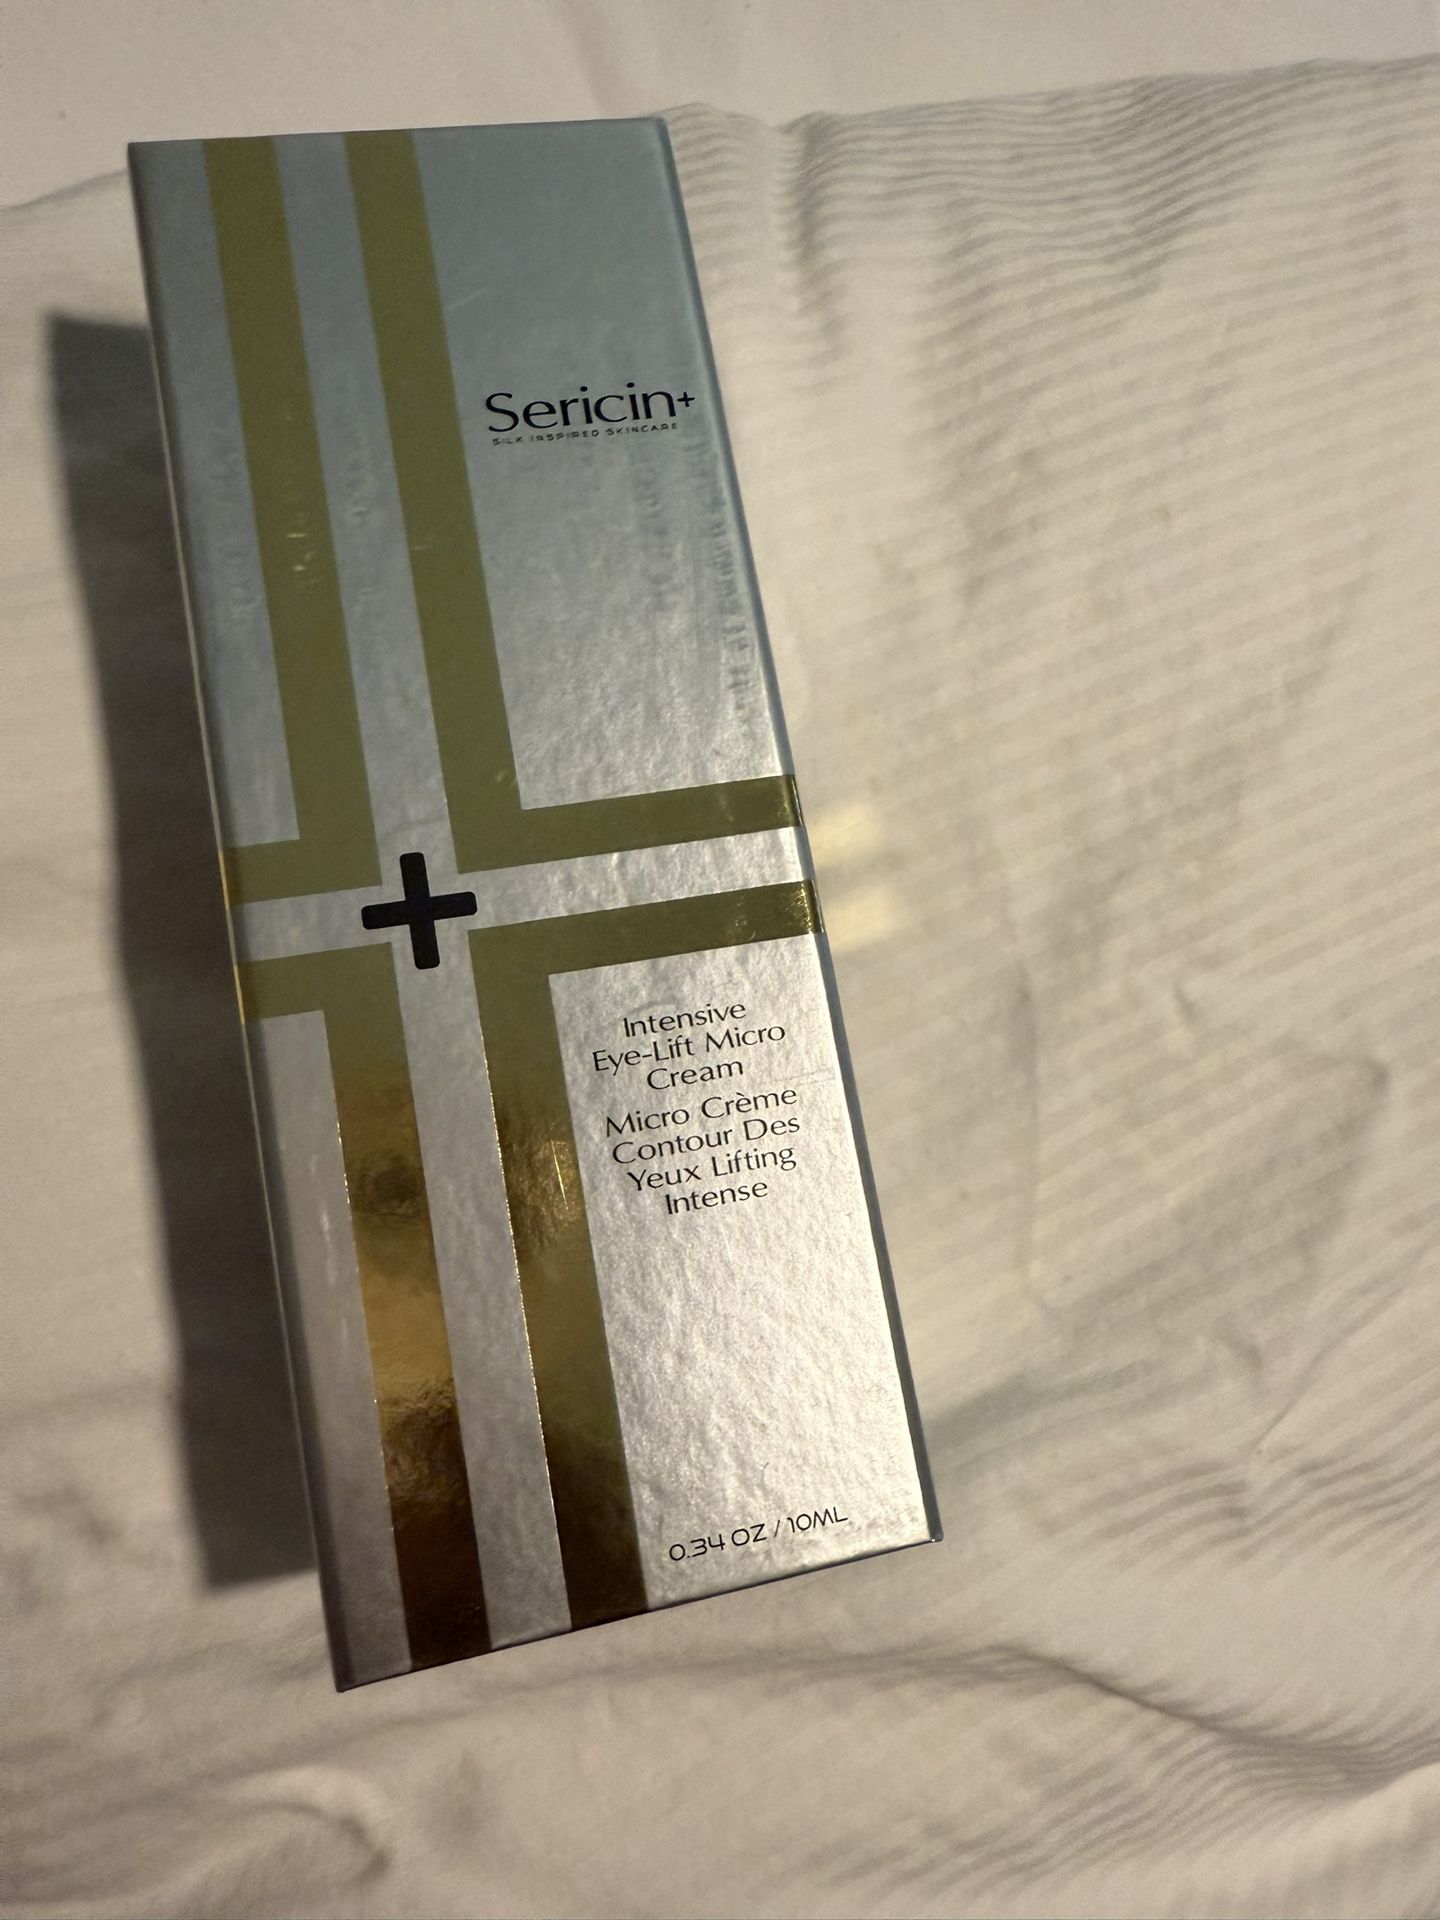 Sericin+
SILK INSPIRED SKINCARE
Intensive
Eye-Lift Micro
Cream
Micro Crème
Contour Des
Yeux Lifting
Intense
0.34 OZ / 10ML